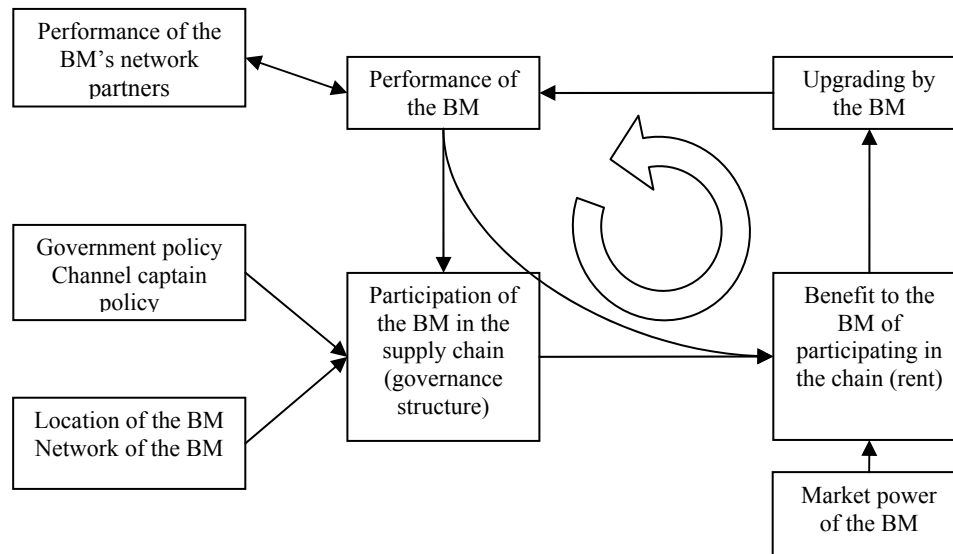 Performance of the
BM's network
partners
Performance of
the BM
Upgrading by
the BM
Government policy
Channel captain
policy
Participation of
the BM in the
supply chain
(governance
structure)
Benefit to the
BM of
participating in
the chain (rent)
Location of the BM
Network of the BM
Market power
of the BM